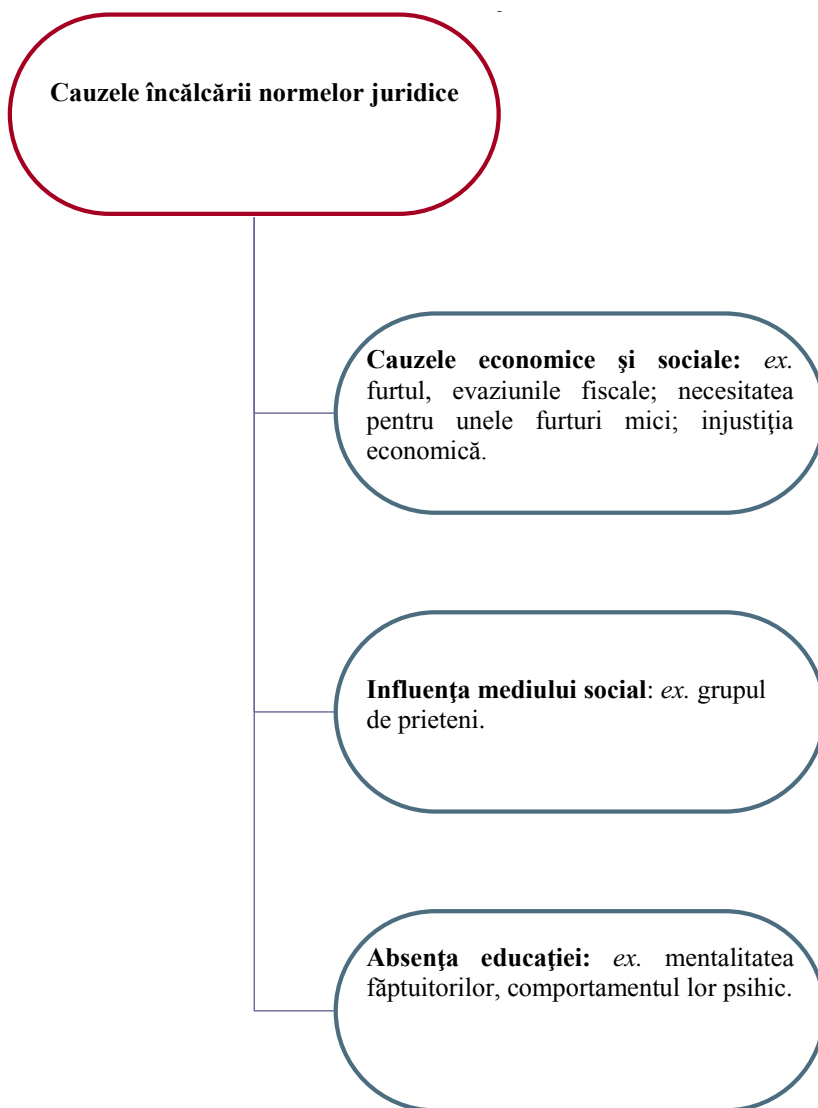 Cauzele încălcării normelor juridice
Cauzele economice şi sociale: ex.
furtul, evaziunile fiscale; necesitatea
pentru unele furturi mici; injustiţia
economică.
Influenţa mediului social: ex. grupul
de prieteni.
Absenţa educaţiei: ex. mentalitatea
făptuitorilor, comportamentul lor psihic.